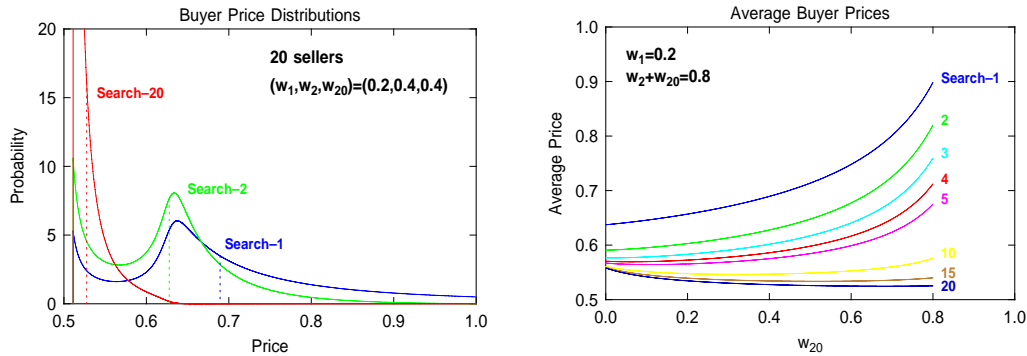 Buyer Price Distributions
20 sellers
(w1,w2,w20)=(0.2,0.4,0.4)
Search–20
Search–2
Search–1
Probability
20
15
10
5
0
0.5 0.6 0.7 0.8 0.9 1.0
Price
Average Buyer Prices
w1=0.2
w2+w20=0.8
Search–1
2
3
4
5
10
15
20
Average Price
1.0
0.9
0.8
0.7
0.6
0.5
0.0 0.2 0.4 0.6 0.8 1.0
w20